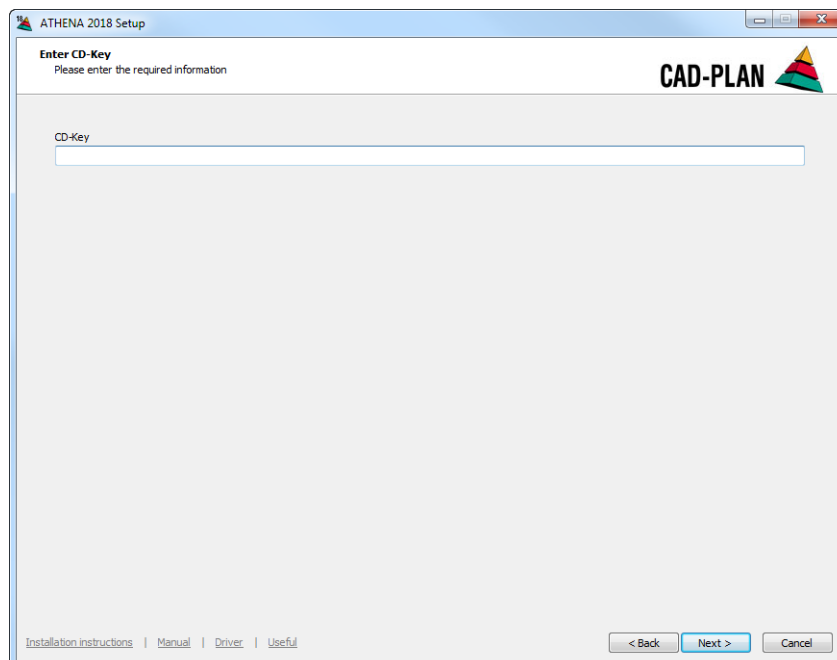 ATHENA 2018 Setup
Enter CD-Key
Please enter the required information
CAD-PLAN
CD-Key
Installation instructions | Manual | Driver | Useful
< Back Next > Cancel